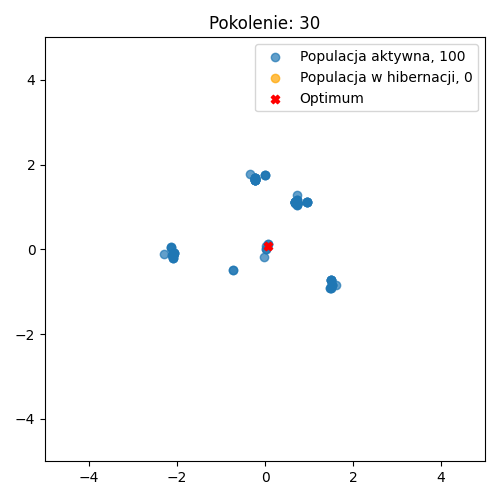 Pokolenie: 30
Populacja aktywna, 100
Populacja w hibernacji, 0
Optimum
4
2
0
−2
−4
−4 −2 0 2 4